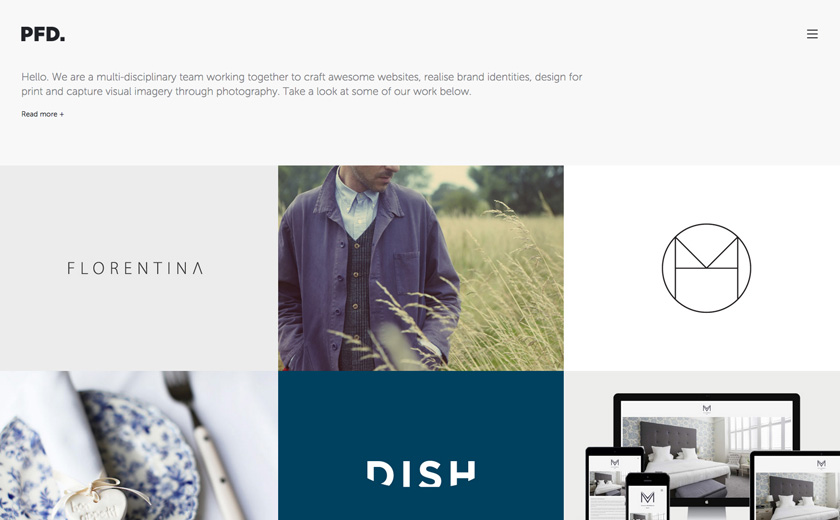 PFD.
Hello. We are a multi-disciplinary team working together to craft awesome websites, realise brand identities, design for
print and capture visual imagery through photography. Take a look at some of our work below.
Read more +
FLORENTINA
DISH